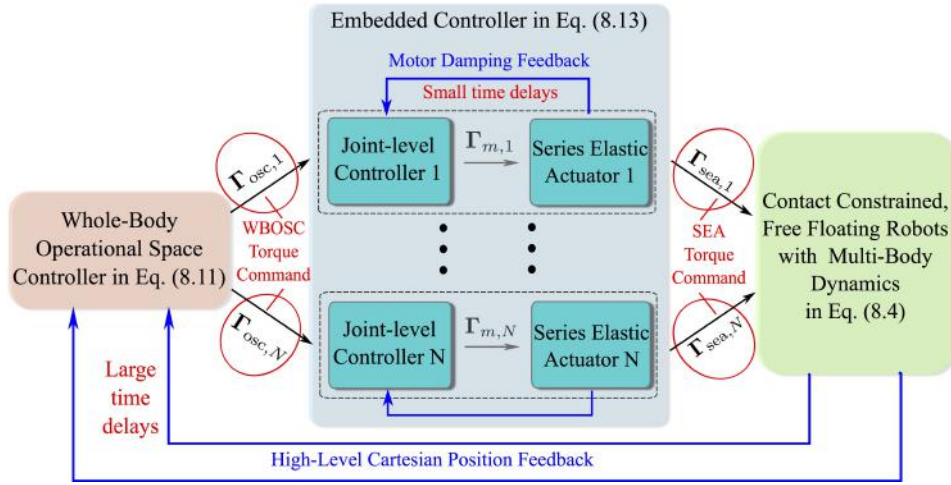 Embedded Controller in Eq. (8.13)
Motor Damping Feedback
Small time delays
Joint-level
Controller 1
Γm,1
Series Elastic
Actuator 1
Γosc,1
Γsea,1
Whole-Body
Operational Space
Controller in Eq. (8.11)
WBOSC
Torque
Command
SEA
Torque
Command
Contact Constrained,
Free Floating Robots
with Multi-Body
Dynamics
in Eq. (8.4)
Γosc,N
Joint-level
Controller N
Γm,N
Series Elastic
Actuator N
Γsea,N
Large
time
delays
High-Level Cartesian Position Feedback